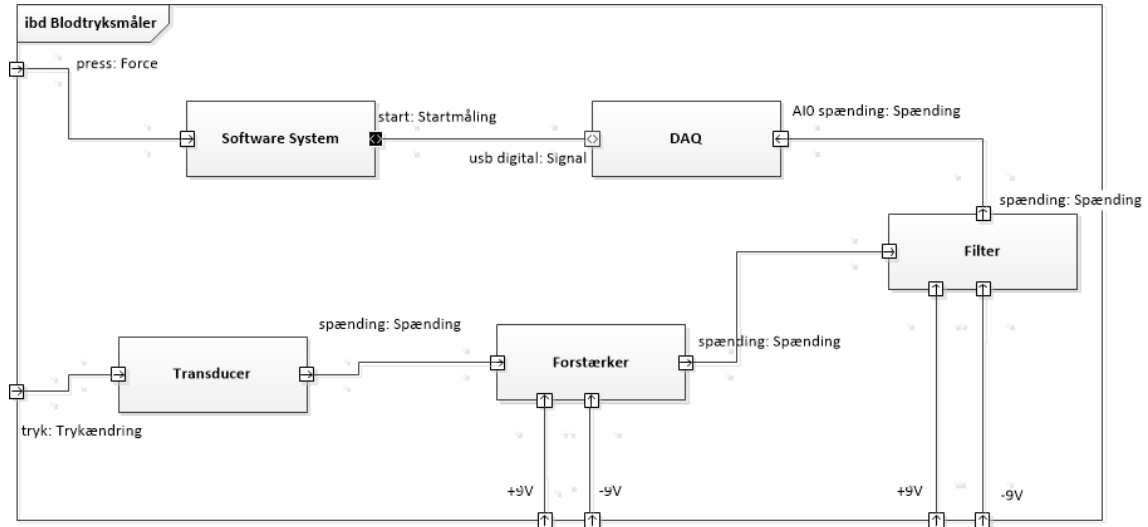 ibd Blodtryksmåler
press: Force
Software System
start: Startmåling
usb digital: Signal
DAQ
AI0 spænding: Spænding
spænding: Spænding
Filter
spænding: Spænding
Transducer
Forstærker
spænding: Spænding
tryk: Trykændring
+9V
-9V
+9V
-9V